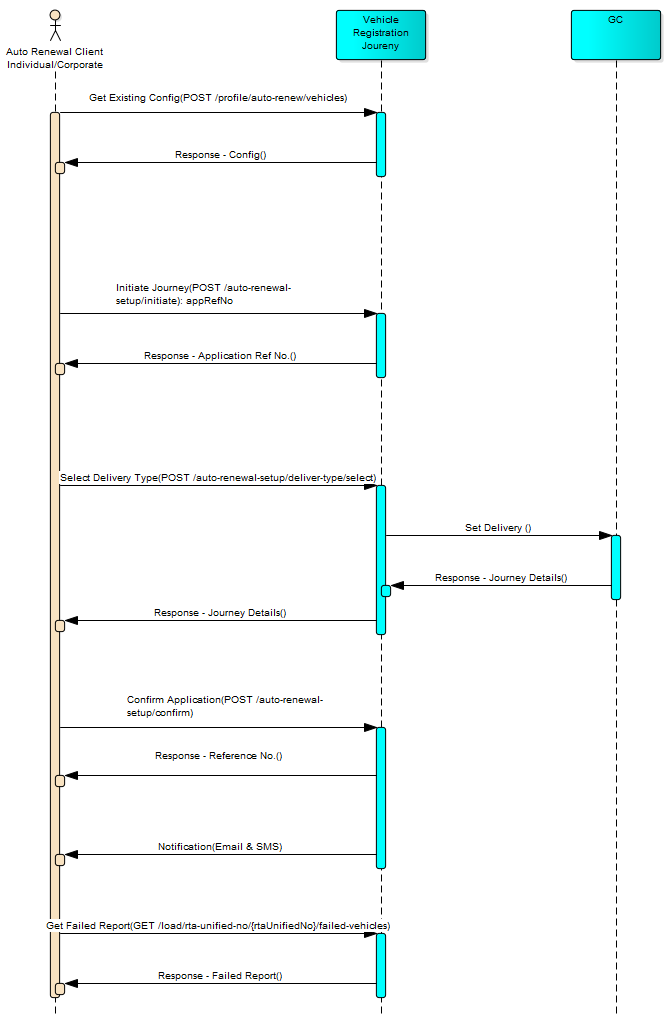 Auto Renewal Client
Individual/Corporate
Vehicle
Registration
Joureny
GC
Get Existing Config(POST /profile/auto-renew/vehicles)
Response - Config()
Initiate Journey(POST /auto-renewal-
setup/initiate): appRefNo
Response - Application Ref No.()
Select Delivery Type(POST /auto-renewal-setup/deliver-type/select)
Set Delivery ()
Response - Journey Details()
Response - Journey Details()
Confirm Application(POST /auto-renewal-
setup/confirm)
Response - Reference No.()
Notification(Email & SMS)
Get Failed Report(GET /load/rta-unified-no/{rtaUnifiedNo}/failed-vehicles)
Response - Failed Report()